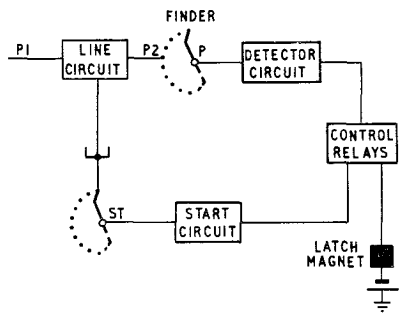 FINDER
P1
LINE
CIRCUIT
P2
P
DETECTOR
CIRCUIT
CONTROL
RELAYS
ST
START
CIRCUIT
LATCH
MAGNET